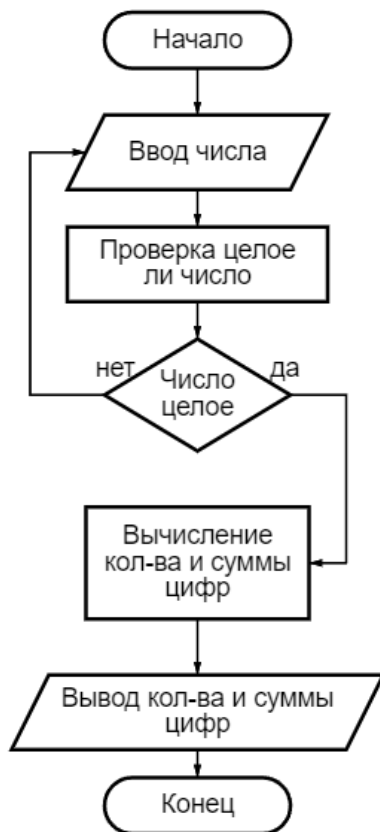 Начало
Ввод числа
Проверка целое
ли число
нет
да
Число
целое
Вычисление
кол-ва и суммы
цифр
Вывод кол-ва и суммы
цифр
Конец